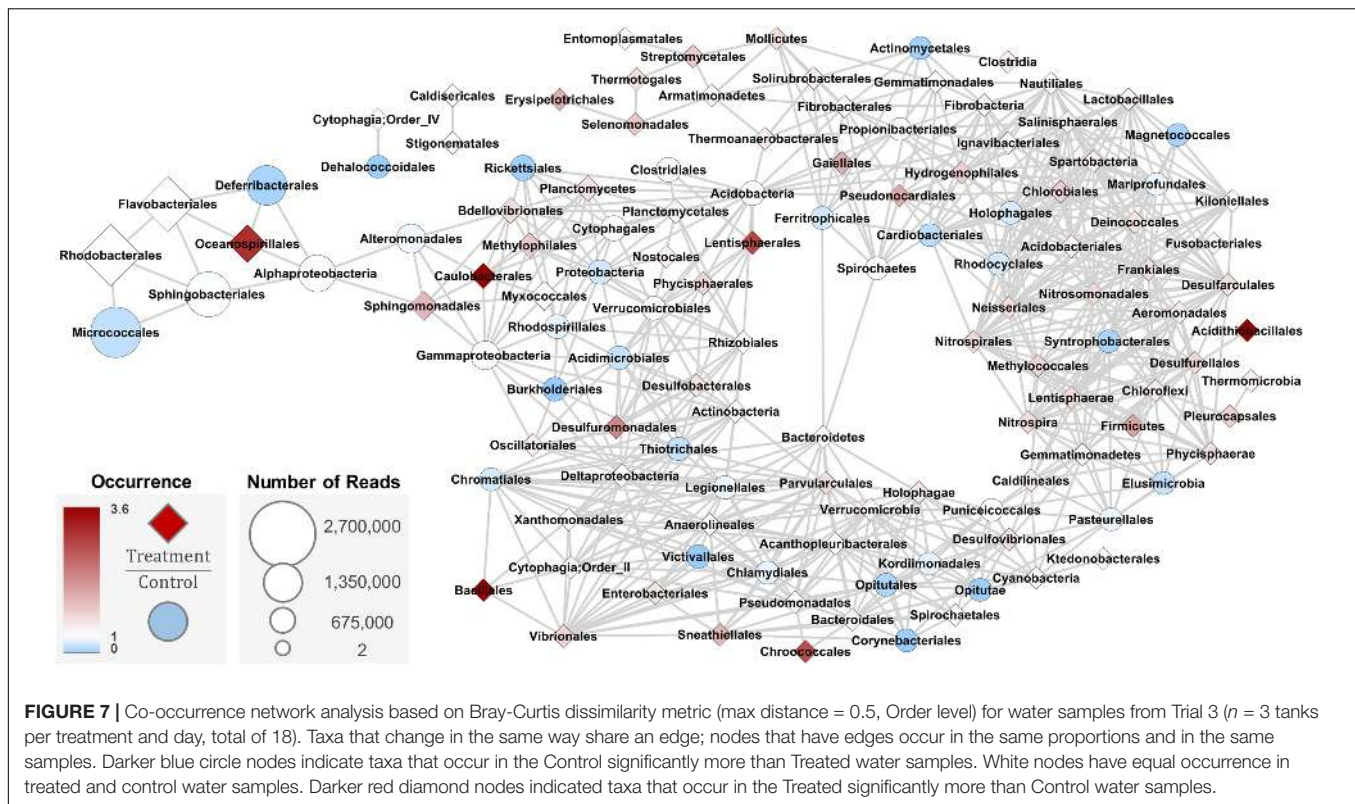 Entomoplasmatales
Mollicutes
Actinomycetales
Streptomycetales
Clostridia
Thermotogales
Solirubrobacterales
Gemmatimonadales
Nautiliales
Caldisericales
Erysipelotrichales
Armatimonadetes
Fibrobacterales
Fibrobacteria
Lactobacillales
Cytophagia;Order_IV
Selenomonadales
Propionibacteriales
Salinisphaerales
Magnetococcales
Stigonematales
Thermoanaerobacterales
Ignavibacteriales
Dehalococcoidales
Rickettsiales
Clostridiales
Gaiellales
Hydrogenophilales
Spartobacteria
Deferribacterales
Planctomycetes
Acidobacteria
Pseudonocardiales
Chlorobiales
Mariprofundales
Flavobacteriales
Bdellovibrionales
Planctomycetales
Ferritrophicales
Holophagales
Deinococcales
Kiloniellales
Oceanospirillales
Alteromonadales
Methylophilales
Cytophagales
Lentisphaerales
Cardiobacteriales
Acidobacteriales
Fusobacteriales
Rhodobacterales
Alphaproteobacteria
Caulobacterales
Proteobacteria
Nostocales
Spirochaetes
Rhodocyclales
Frankiales
Sphingobacteriales
Sphingomonadales
Myxococcales
Phycisphaerales
Nitrosomonadales
Desulfarculales
Micrococcales
Rhodospirillales
Verrucomicrobiales
Neisseriales
Aeromonadales
Gammaproteobacteria
Acidimicrobiales
Rhizobiales
Nitrospirales
Syntrophobacterales
Acidithiobacillales
Burkholderiales
Desulfobacterales
Methylococcales
Desulfurellales
Desulfuromonadales
Actinobacteria
Lentisphaerae
Chloroflexi
Thermomicrobia
Oscillatoriales
Thiotrichales
Bacteroidetes
Nitrospira
Firmicutes
Pleurocapsales
Chromatiales
Deltaproteobacteria
Legionellales
Parvularculales
Holophagae
Gemmatimonadetes
Phycisphaerae
Xanthomonadales
Anaerolineales
Verrucomicrobia
Puniceicoccales
Caldilineales
Elusimicrobia
Cytophagia;Order_II
Victivallales
Acanthopleuribacterales
Desulfovibrionales
Pasteurellales
Bacillales
Enterobacteriales
Chlamydiales
Kordiimonadales
Opitutales
Opitutae
Cyanobacteria
Ktedonobacterales
Vibrionales
Sneathiellales
Pseudomonadales
Bacteroidales
Spirochaetales
Chroococcales
Corynebacteriales
Occurrence
3.6
Treatment
Control
1
0
Number of Reads
2,700,000
1,350,000
675,000
2
FIGURE 7 | Co-occurrence network analysis based on Bray-Curtis dissimilarity metric (max distance = 0.5, Order level) for water samples from Trial 3 (n = 3 tanks
per treatment and day, total of 18). Taxa that change in the same way share an edge; nodes that have edges occur in the same proportions and in the same
samples. Darker blue circle nodes indicate taxa that occur in the Control significantly more than Treated water samples. White nodes have equal occurrence in
treated and control water samples. Darker red diamond nodes indicated taxa that occur in the Treated significantly more than Control water samples.